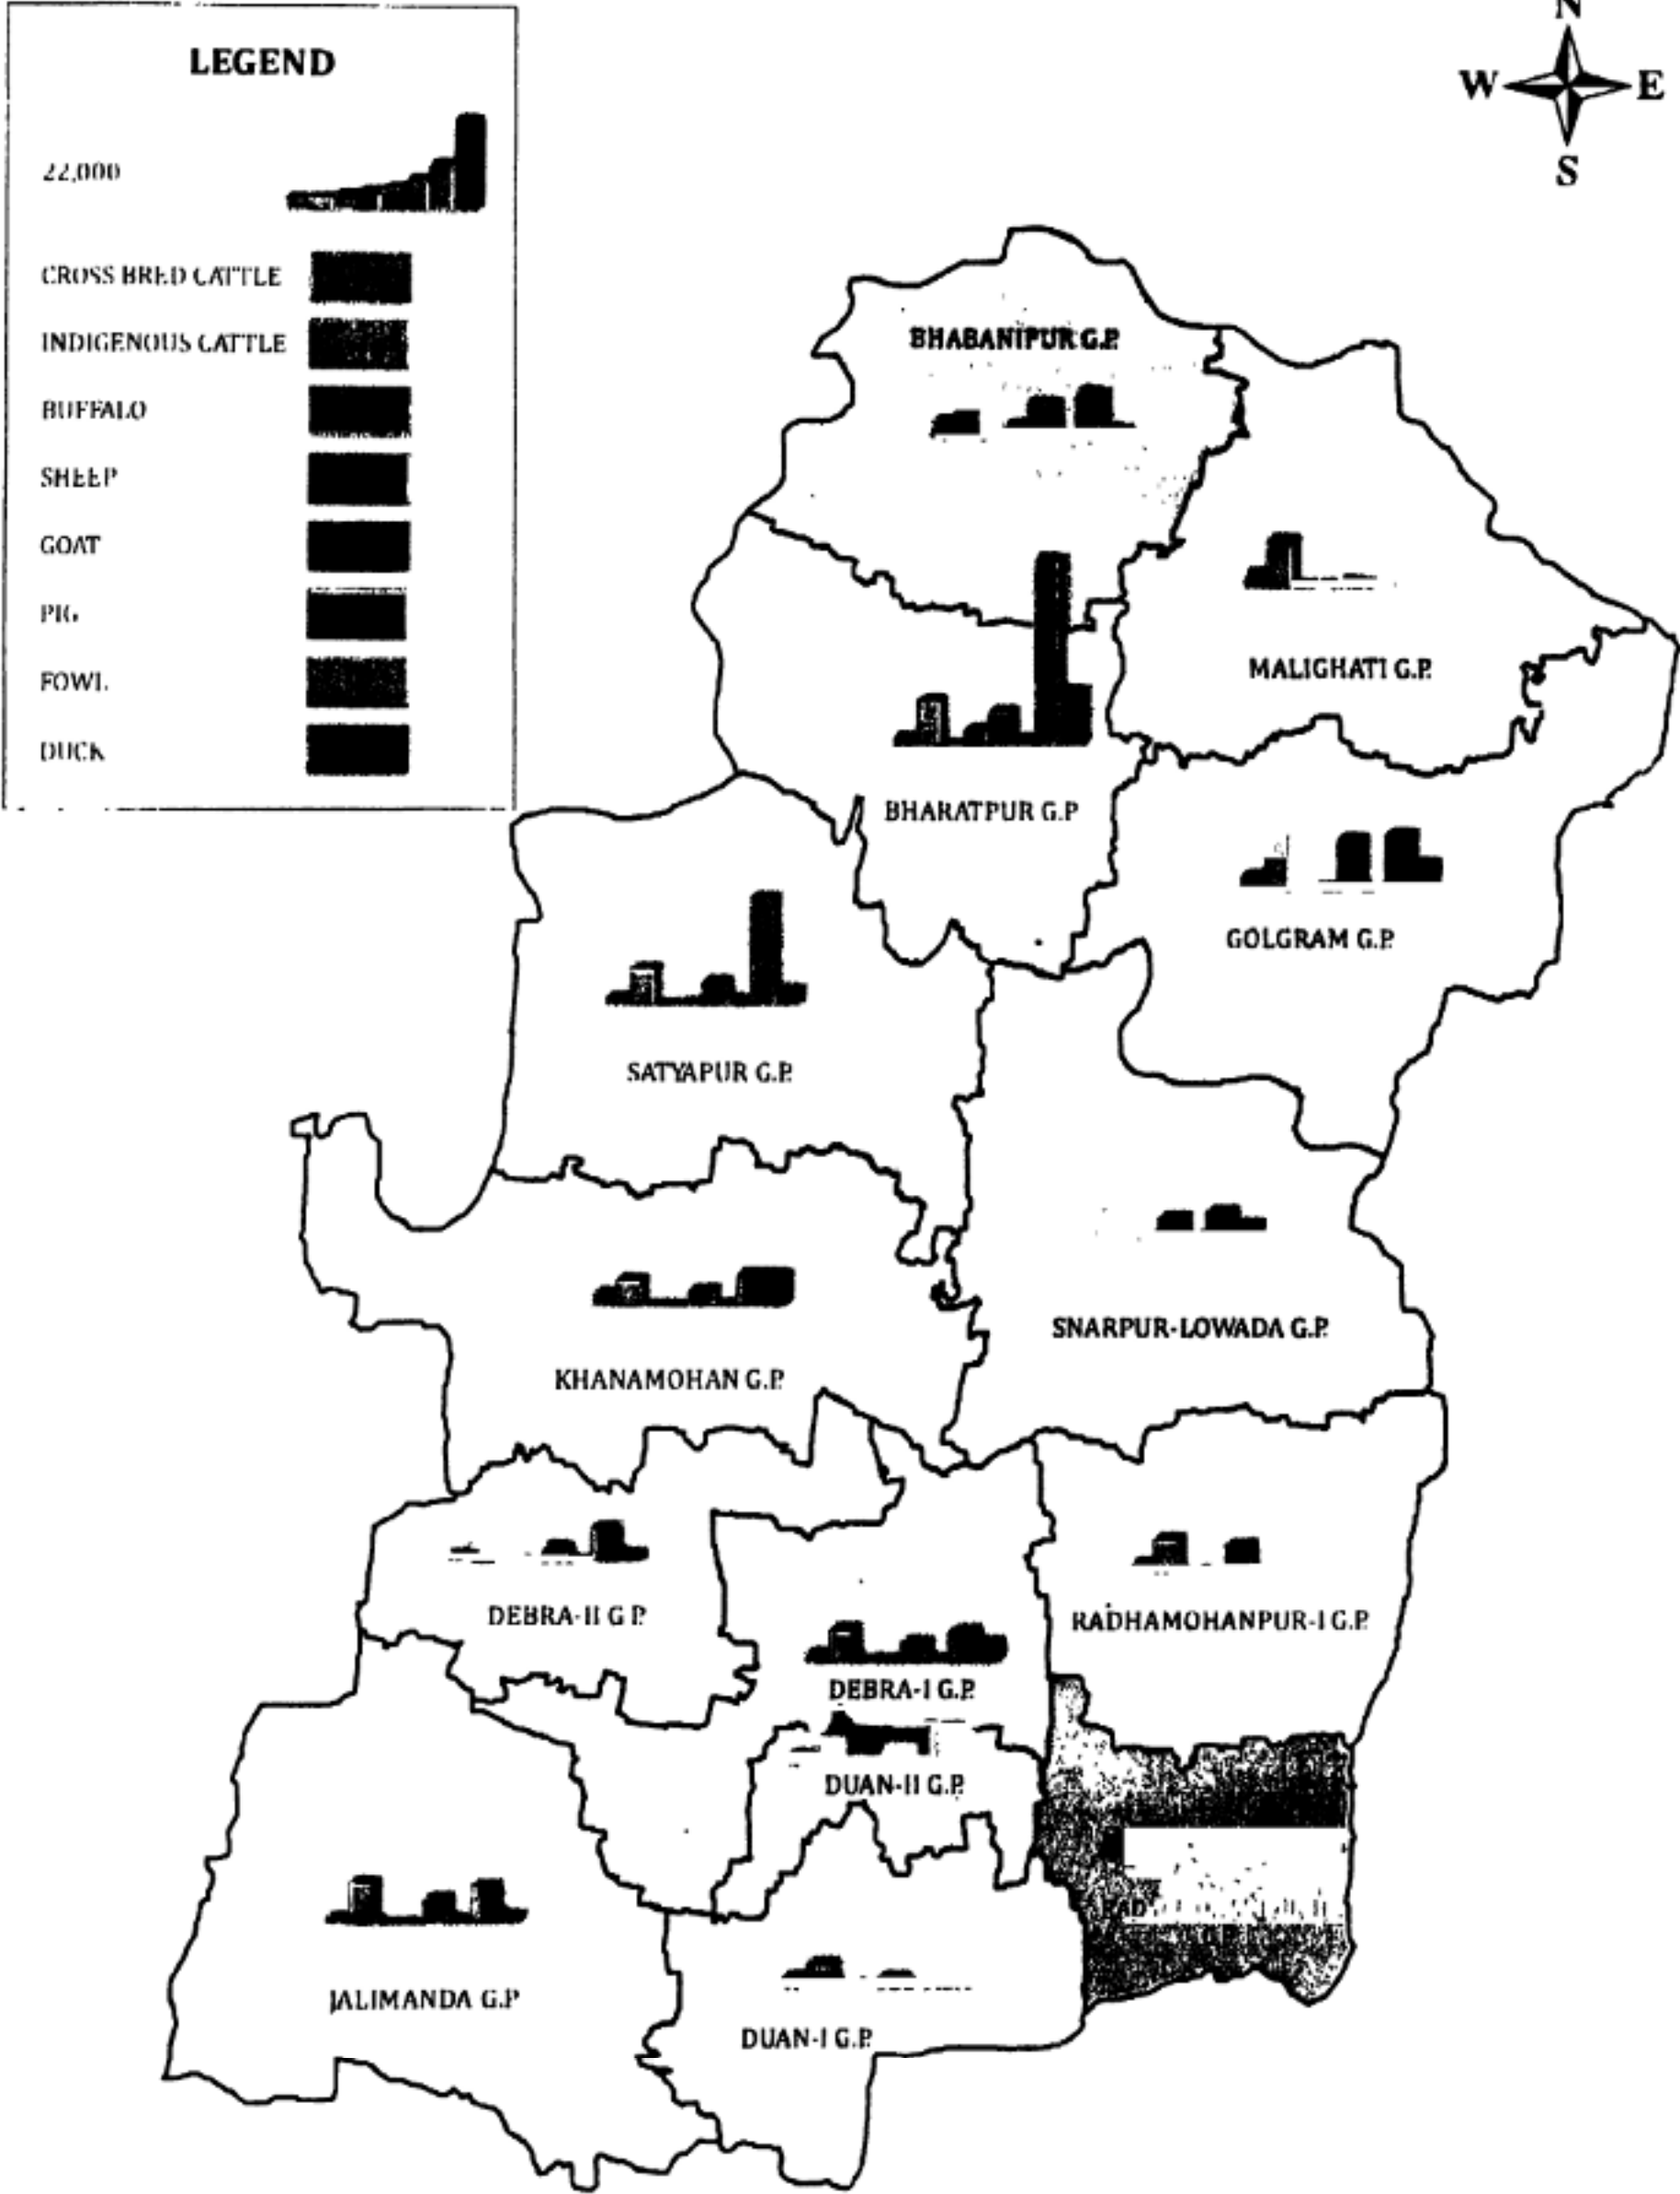 LEGEND
22,000
CROSS BRED CATTLE
INDIGENOUS CATTLE
BUFFALO
SHEEP
GOAT
PIG
FOWL
DUCK
N
W E
S
BHABANIPUR G.P.
MALIGHATI G.P.
BHARATPUR G.P
GOLGRAM G.P.
SATYAPUR G.P.
SNARPUR-LOWADA G.P.
KHANAMOHAN G.P.
DEBRA-II G P.
RADHAMOHANPUR-I G.P.
DEBRA-I G.P.
DUAN-II G.P.
RAD
JALIMANDA G.P
DUAN-I G.P.